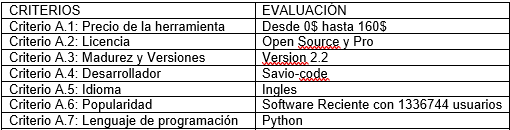 CRITERIOS EVALUACIÓN
Criterio A.1: Precio de la herramienta Desde 0$ hasta 160$
Criterio A.2: Licencia Open Source y Pro
Criterio A.3: Madurez y Versiones Version 2.2
Criterio A.4: Desarrollador Savio-code
Criterio A.5: Idioma Ingles
Criterio A.6: Popularidad Software Reciente con 1336744 usuarios
Criterio A.7: Lenguaje de programación Python